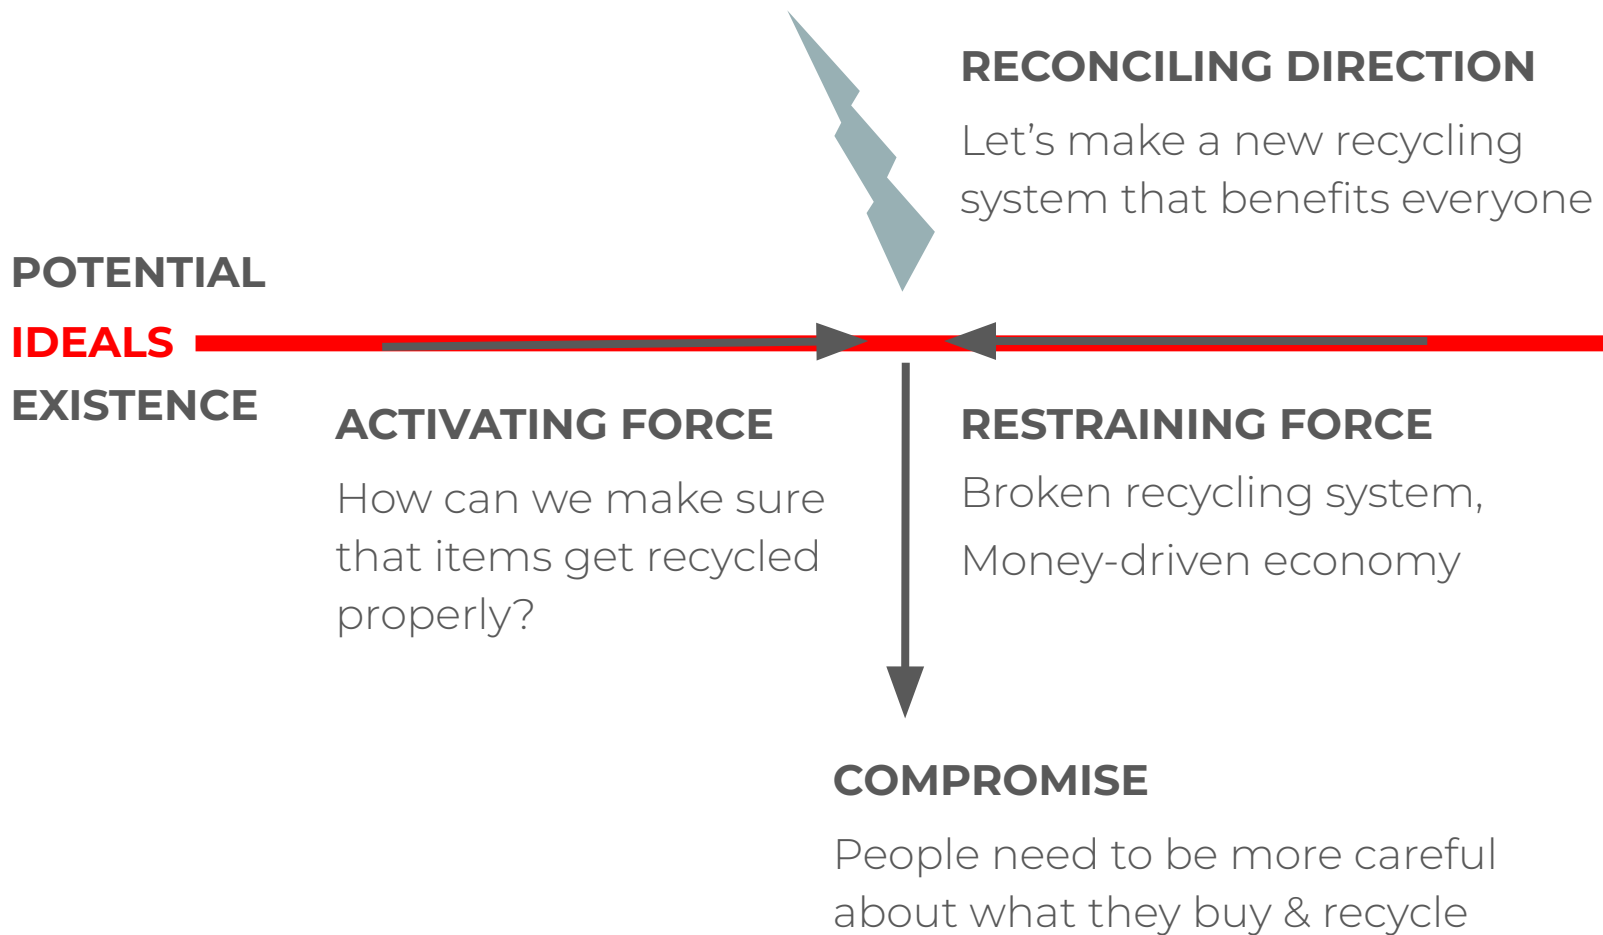 RECONCILING DIRECTION
Let’s make a new recycling
system that benefits everyone
POTENTIAL
IDEALS
EXISTENCE
ACTIVATING FORCE
How can we make sure
that items get recycled
properly?
RESTRAINING FORCE
Broken recycling system,
Money-driven economy
COMPROMISE
People need to be more careful
about what they buy & recycle